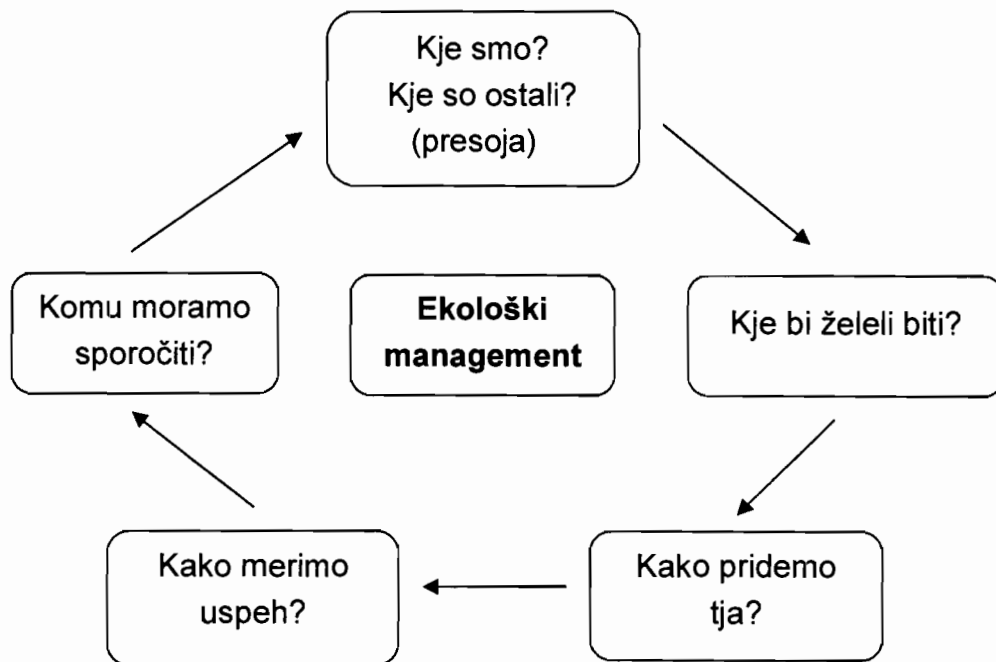 Kje smo?
Kje so ostali?
(presoja)
Komu moramo
sporočiti?
Ekološki
management
Kje bi želeli biti?
Kako merimo
uspeh?
Kako pridemo
tja?